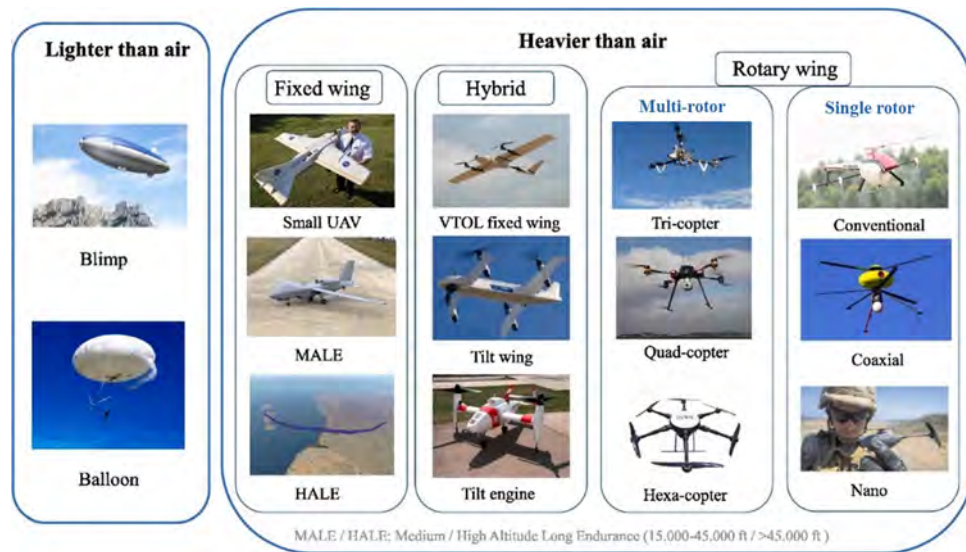 Lighter than air
Blimp
Balloon
Heavier than air
Fixed wing
Small UAV
MALE
HALE
Hybrid
VTOL fixed wing
Tilt wing
Tilt engine
Rotary wing
Multi-rotor
Tri-copter
Quad-copter
Hexa-copter
Single rotor
Conventional
Coaxial
Nano
MALE / HALE: Medium / High Altitude Long Endurance (15.000-45.000 ft / >45.000 ft )